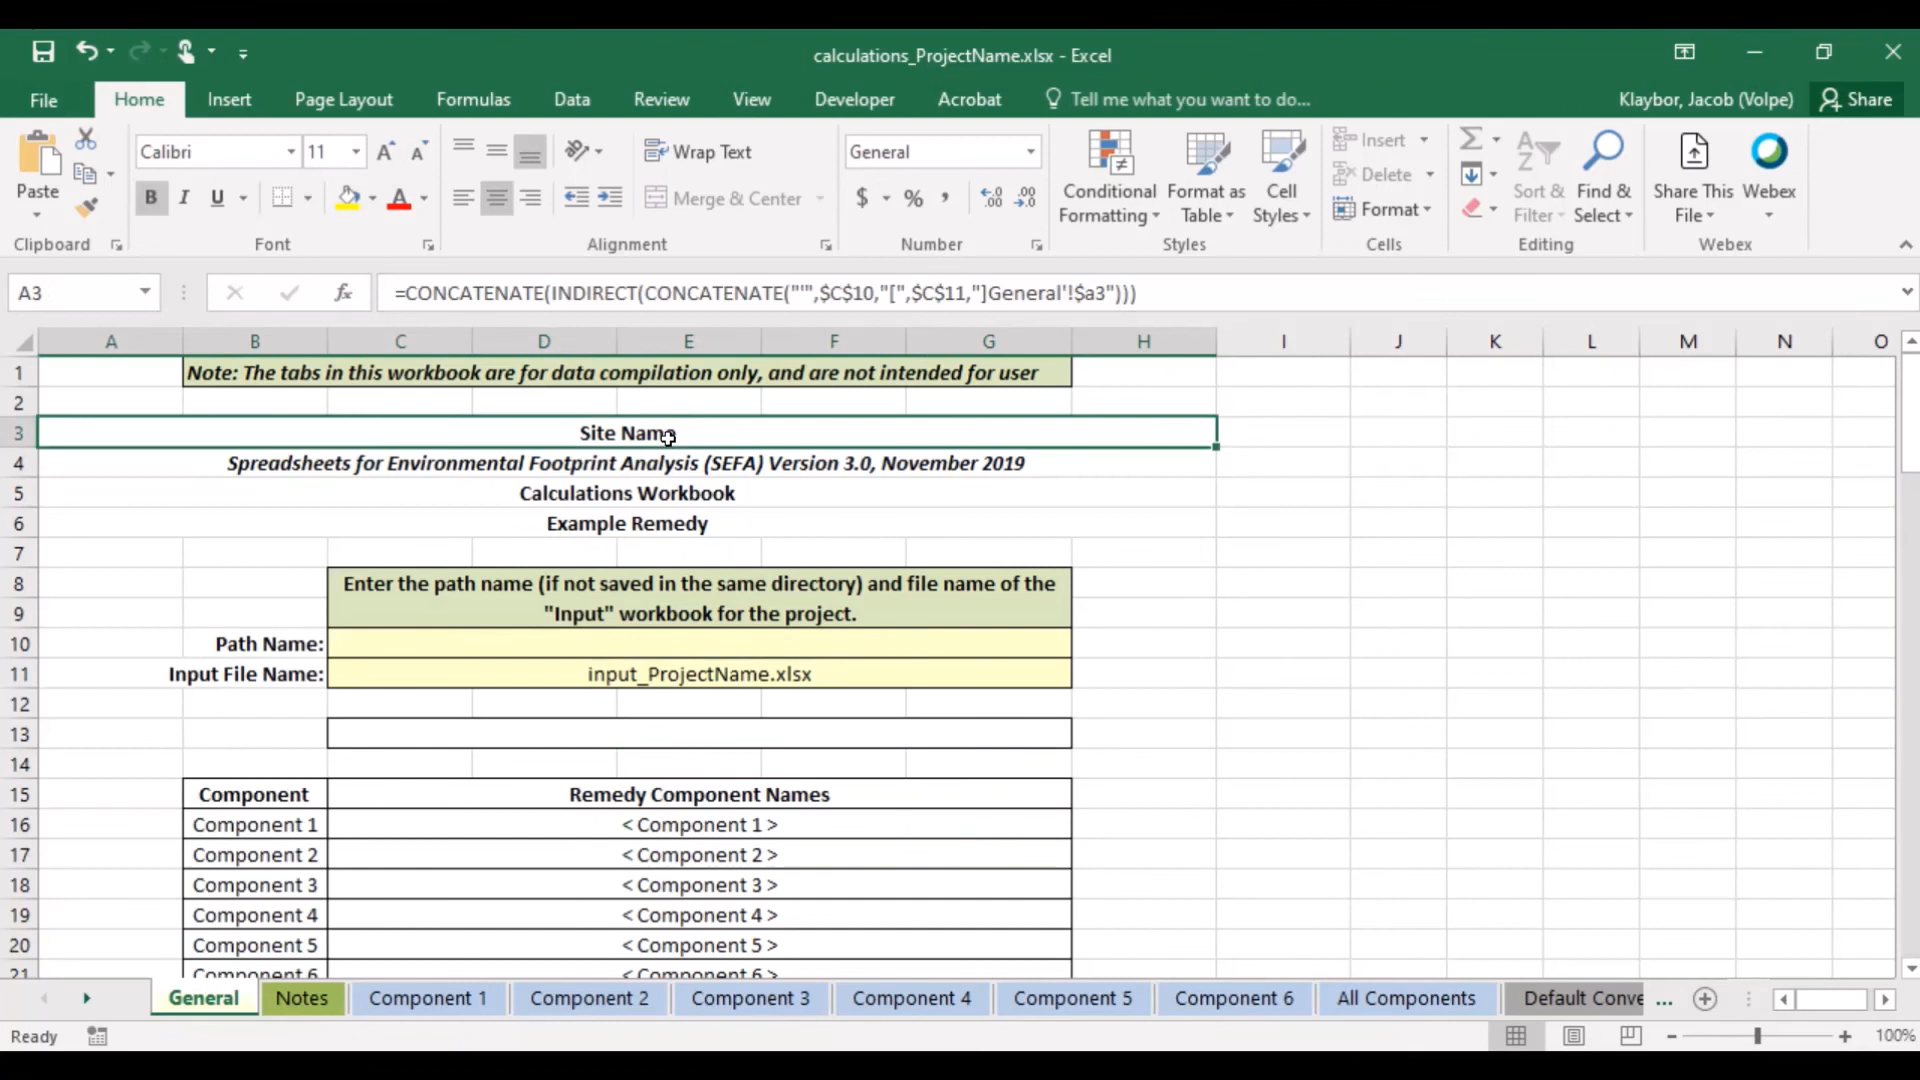 calculations_ProjectName.xlsx - Excel
File Home Insert Page Layout Formulas Data Review View Developer Acrobat Tell me what you want to do... Klaybor, Jacob (Volpe) Share
Calibri 11 Wrap Text General
Paste B I U Merge & Center $ % , Conditional Formatting Format as Table Cell Styles Insert Delete Format Sort & Filter Find & Select Share This File Webex
Clipboard Font Alignment Number Styles Cells Editing Webex
A3 fx =CONCATENATE(INDIRECT(CONCATENATE("'",$C$10,"[",$C$11,"]General'!$a3")))
A B C D E F G H I J K L M N O
1 Note: The tabs in this workbook are for data compilation only, and are not intended for user
2
3 Site Name
4 Spreadsheets for Environmental Footprint Analysis (SEFA) Version 3.0, November 2019
5 Calculations Workbook
6 Example Remedy
7
8 Enter the path name (if not saved in the same directory) and file name of the
9 "Input" workbook for the project.
10 Path Name:
11 Input File Name: input_ProjectName.xlsx
12
13
14
15 Component Remedy Component Names
16 Component 1 < Component 1 >
17 Component 2 < Component 2 >
18 Component 3 < Component 3 >
19 Component 4 < Component 4 >
20 Component 5 < Component 5 >
21 Component 6 < Component 6 >
General Notes Component 1 Component 2 Component 3 Component 4 Component 5 Component 6 All Components Default Conve ...
Ready 100%